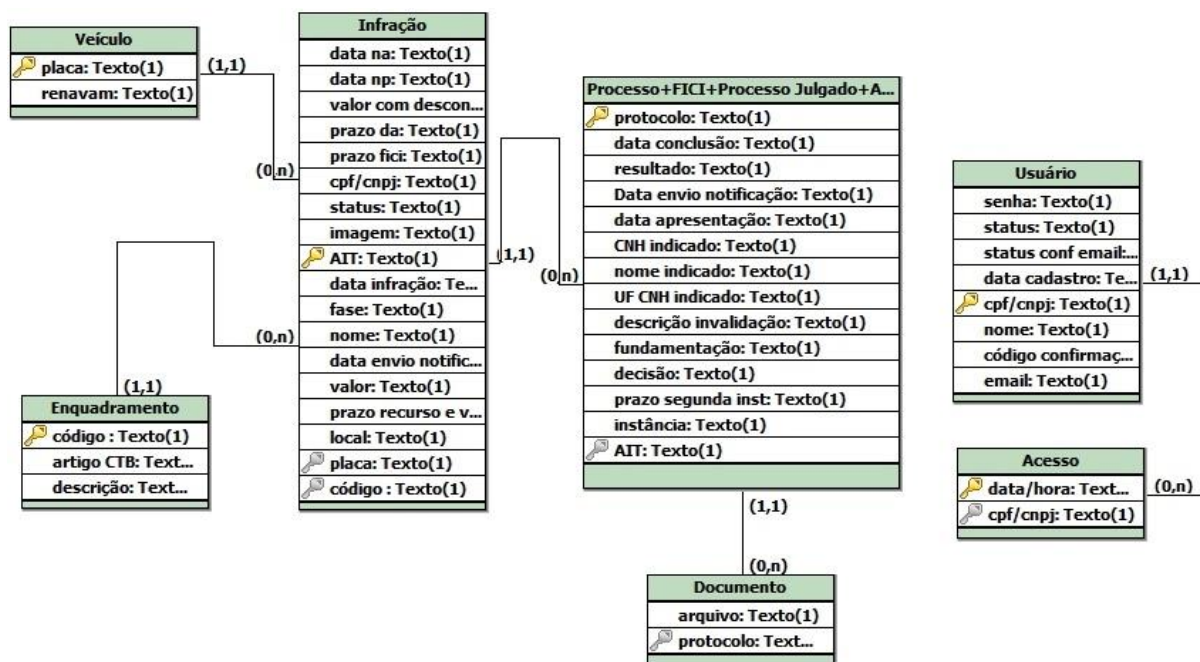 Veículo
placa: Texto(1)
renavam: Texto(1)
(1,1)
(0,n)
Infração
data na: Texto(1)
data np: Texto(1)
valor com descon...
prazo da: Texto(1)
prazo fici: Texto(1)
cpf/cnpj: Texto(1)
status: Texto(1)
imagem: Texto(1)
AIT: Texto(1)
data infração: Te...
fase: Texto(1)
nome: Texto(1)
data envio notific...
valor: Texto(1)
prazo recurso e v...
local: Texto(1)
placa: Texto(1)
código : Texto(1)
(0,n)
(1,1)
Enquadramento
código : Texto(1)
artigo CTB: Text...
descrição: Text...
(1,1)
(0,n)
Processo+FICI+Processo Julgado+A...
protocolo: Texto(1)
data conclusão: Texto(1)
resultado: Texto(1)
Data envio notificação: Texto(1)
data apresentação: Texto(1)
CNH indicado: Texto(1)
nome indicado: Texto(1)
UF CNH indicado: Texto(1)
descrição invalidação: Texto(1)
fundamentação: Texto(1)
decisão: Texto(1)
prazo segunda inst: Texto(1)
instância: Texto(1)
AIT: Texto(1)
(1,1)
(0,n)
Documento
arquivo: Texto(1)
protocolo: Text...
Usuário
senha: Texto(1)
status: Texto(1)
status conf email:...
data cadastro: Te...
cpf/cnpj: Texto(1)
nome: Texto(1)
código confirmaç...
email: Texto(1)
(1,1)
Acesso
data/hora: Text...
cpf/cnpj: Texto(1)
(0,n)